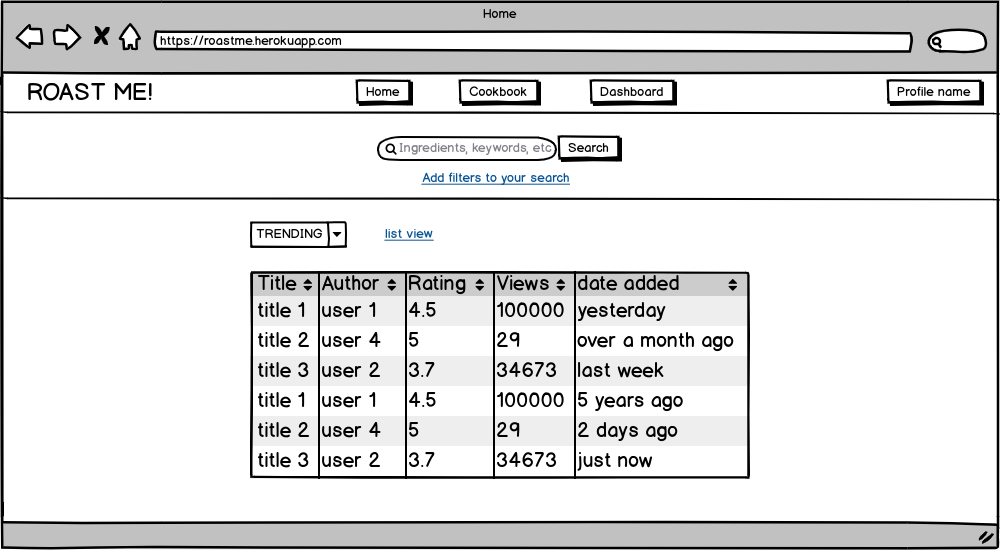 Home
https://roastme.herokuapp.com
ROAST ME! Home Cookbook Dashboard Profile name
Ingredients, keywords, etc Search
Add filters to your search
TRENDING list view
Title Author Rating Views date added
title 1 user 1 4.5 100000 yesterday
title 2 user 4 5 29 over a month ago
title 3 user 2 3.7 34673 last week
title 1 user 1 4.5 100000 5 years ago
title 2 user 4 5 29 2 days ago
title 3 user 2 3.7 34673 just now